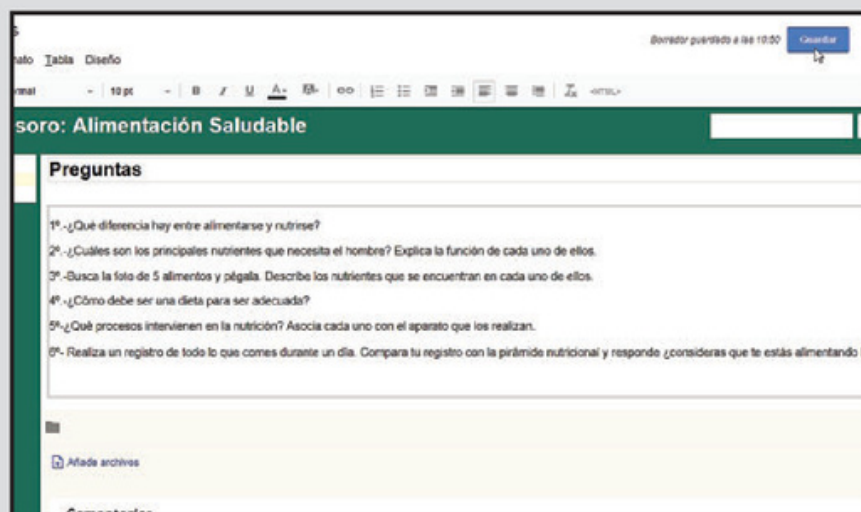 s
Borrador guardado a las 10:50 Guardar
mato Tabla Diseño
rmal 10 pt B I U A <HTML>
soro: Alimentación Saludable
Preguntas
1º.-¿Qué diferencia hay entre alimentarse y nutrirse?
2º.-¿Cuáles son los principales nutrientes que necesita el hombre? Explica la función de cada uno de ellos.
3º.-Busca la foto de 5 alimentos y pégala. Describe los nutrientes que se encuentran en cada uno de ellos.
4º.-¿Cómo debe ser una dieta para ser adecuada?
5º-¿Qué procesos intervienen en la nutrición? Asocia cada uno con el aparato que los realizan.
6º- Realiza un registro de todo lo que comes durante un día. Compara tu registro con la pirámide nutricional y responde ¿consideras que te estás alimentando
Añade archivos
Comentarios